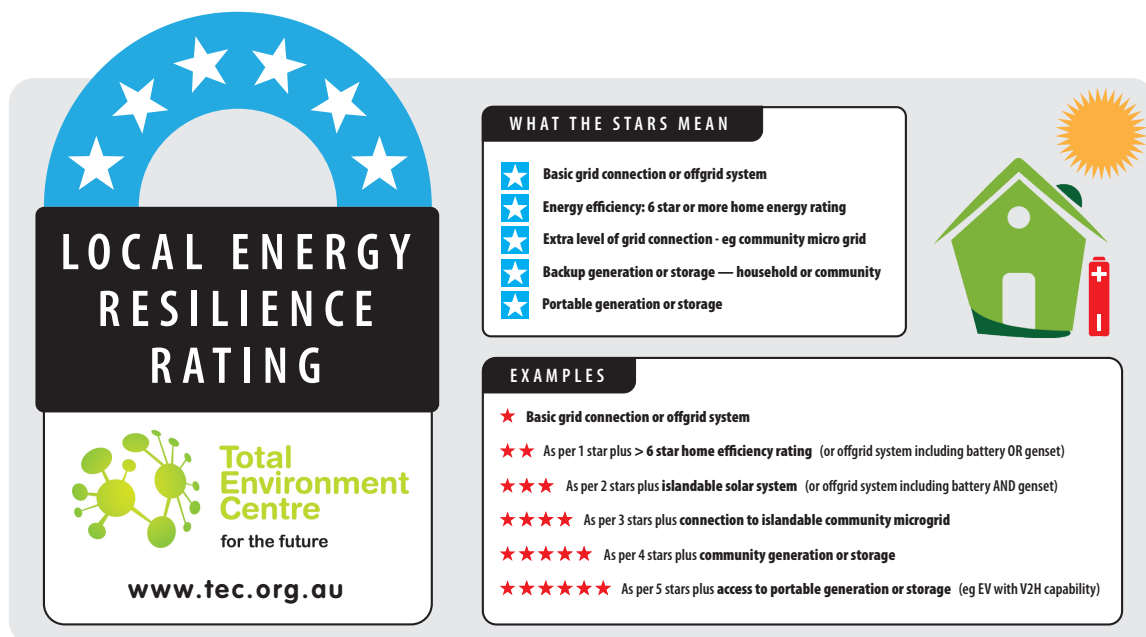 LOCAL ENERGY
RESILIENCE
RATING
Total
Environment
Centre
for the future
www.tec.org.au
WHAT THE STARS MEAN
Basic grid connection or offgrid system
Energy efficiency: 6 star or more home energy rating
Extra level of grid connection - eg community micro grid
Backup generation or storage — household or community
Portable generation or storage
EXAMPLES
Basic grid connection or offgrid system
As per 1 star plus > 6 star home efficiency rating (or offgrid system including battery OR genset)
As per 2 stars plus islandable solar system (or offgrid system including battery AND genset)
As per 3 stars plus connection to islandable community microgrid
As per 4 stars plus community generation or storage
As per 5 stars plus access to portable generation or storage (eg EV with V2H capability)